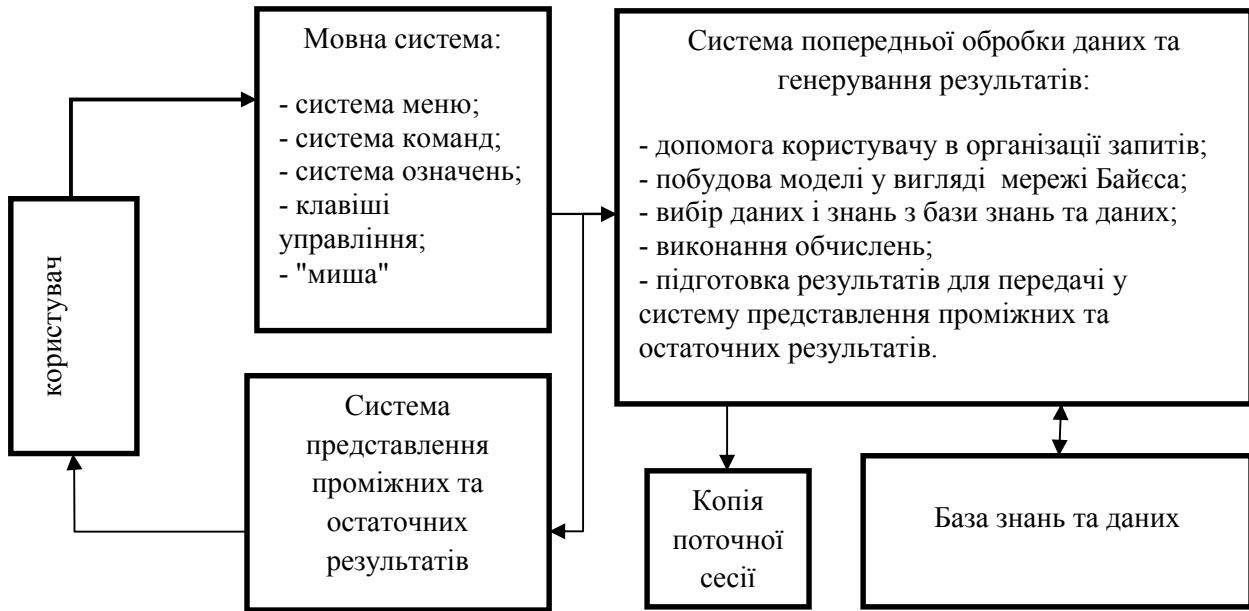 користувач
Мовна система:
- система меню;
- система команд;
- система означень;
- клавіші
управління;
- "миша"
Система попередньої обробки даних та
генерування результатів:
- допомога користувачу в організації запитів;
- побудова моделі у вигляді мережі Байєса;
- вибір даних і знань з бази знань та даних;
- виконання обчислень;
- підготовка результатів для передачі у
систему представлення проміжних та
остаточних результатів.
Система
представлення
проміжних та
остаточних
результатів
Копія
поточної
сесії
База знань та даних